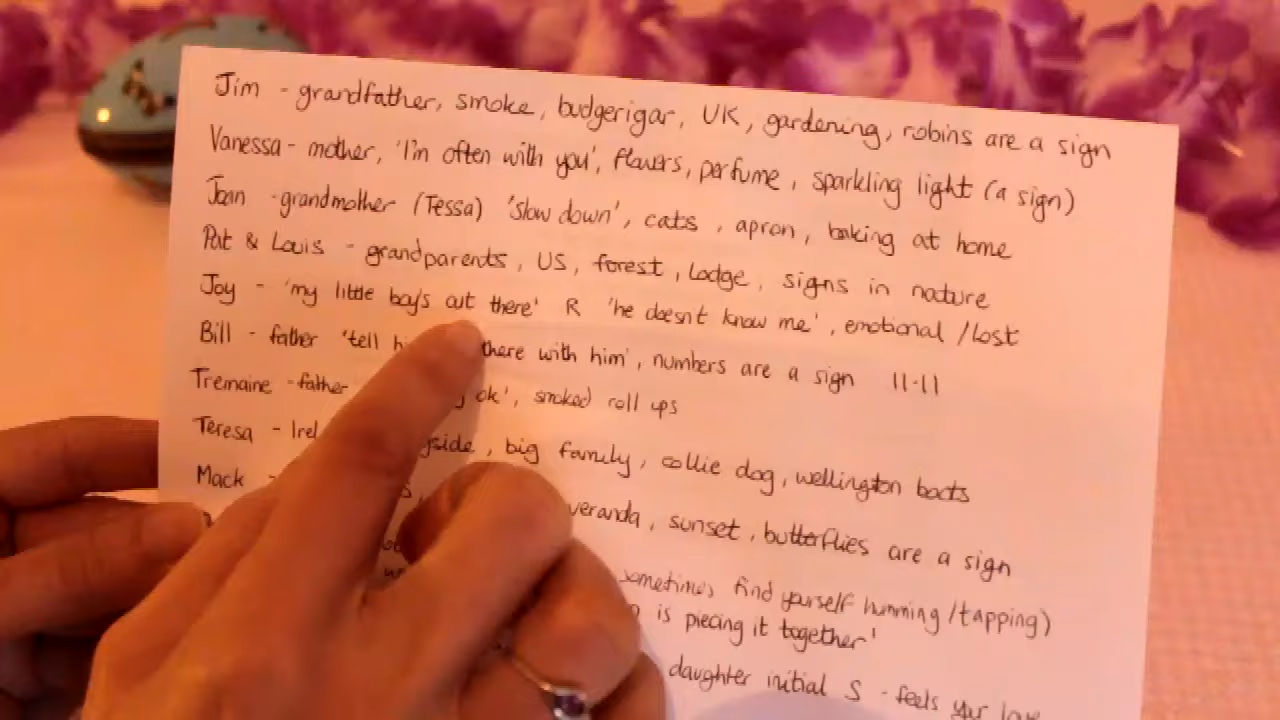 Jim - grandfather, smoke, budgerigar, UK, gardening, robins are a sign
Vanessa - mother, 'I'm often with you', flowers, perfume, sparkling light (a sign)
Joan - grandmother (Tessa) 'slow down', cats, apron, baking at home
Pat & Louis - grandparents, US, forest, Lodge, signs in nature
Joy - 'my little boy's out there' R 'he doesn't know me', emotional / lost
Bill - father 'tell there with him', numbers are a sign 11-11
Tremaine - father ok', smoked roll ups
Teresa - big family, collie dog, wellington boots
Mack - veranda, sunset, butterflies are a sign
sometimes find yourself humming / tapping)
is piecing it together'
daughter initial S - feels your love